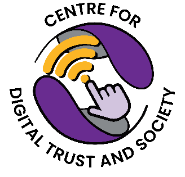 CENTRE FOR
DIGITAL TRUST AND SOCIETY